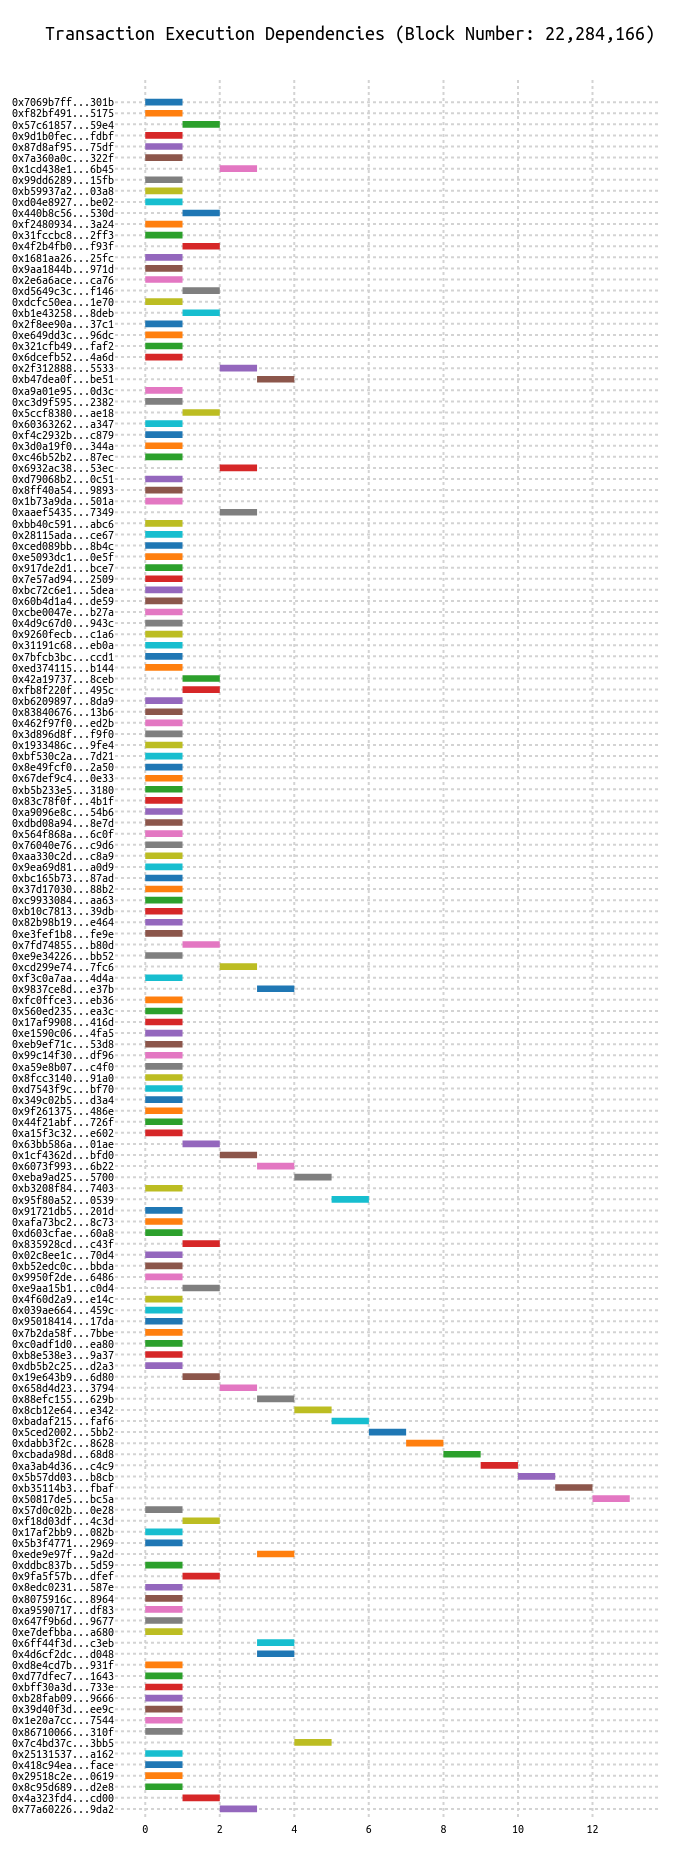 Transaction Execution Dependencies (Block Number: 22,284,166)
0x7069b7ff...301b
0xf82bf491...5175
0x57c61857...59e4
0x9d1b0fec...fdbf
0x87d8af95...75df
0x7a360a0c...322f
0x1cd438e1...6b45
0x99dd6289...15fb
0xb59937a2...03a8
0xd04e8927...be02
0x440b8c56...530d
0xf2480934...3a24
0x31fccbc8...2ff3
0x4f2b4fb0...f93f
0x1681aa26...25fc
0x9aa1844b...971d
0x2e6a6ace...ca76
0xd5649c3c...f146
0xdcfc50ea...1e70
0xb1e43258...8deb
0x2f8ee90a...37c1
0xe649dd3c...96dc
0x321cfb49...faf2
0x6dcefb52...4a6d
0x2f312888...5533
0xb47dea0f...be51
0xa9a01e95...0d3c
0xc3d9f595...2382
0x5ccf8380...ae18
0x60363262...a347
0xf4c2932b...c879
0x3d0a19f0...344a
0xc46b52b2...87ec
0x6932ac38...53ec
0xd79068b2...0c51
0x8ff40a54...9893
0x1b73a9da...501a
0xaaef5435...7349
0xbb40c591...abc6
0x28115ada...ce67
0xced089bb...8b4c
0xe5093dc1...0e5f
0x917de2d1...bce7
0x7e57ad94...2509
0xbc72c6e1...5dea
0x60b4d1a4...de59
0xcbe0047e...b27a
0x4d9c67d0...943c
0x9260fecb...c1a6
0x31191c68...eb0a
0x7bfcb3bc...ccd1
0xed374115...b144
0x42a19737...8ceb
0xfb8f220f...495c
0xb6209897...8da9
0x83840676...13b6
0x462f97f0...ed2b
0x3d896d8f...f9f0
0x1933486c...9fe4
0xbf530c2a...7d21
0x8e49fcf0...2a50
0x67def9c4...0e33
0xb5b233e5...3180
0x83c78f0f...4b1f
0xa9096e8c...54b6
0xdbd08a94...8e7d
0x564f868a...6c0f
0x76040e76...c9d6
0xaa330c2d...c8a9
0x9ea69d81...a0d9
0xbc165b73...87ad
0x37d17030...88b2
0xc9933084...aa63
0xb10c7813...39db
0x82b98b19...e464
0xe3fef1b8...fe9e
0x7fd74855...b80d
0xe9e34226...bb52
0xcd299e74...7fc6
0xf3c0a7aa...4d4a
0x9837ce8d...e37b
0xfc0ffce3...eb36
0x560ed235...ea3c
0x17af9908...416d
0xe1590c06...4fa5
0xeb9ef71c...53d8
0x99c14f30...df96
0xa59e8b07...c4f0
0x8fcc3140...91a0
0xd7543f9c...bf70
0x349c02b5...d3a4
0x9f261375...486e
0x44f21abf...726f
0xa15f3c32...e602
0x63bb586a...01ae
0x1cf4362d...bfd0
0x6073f993...6b22
0xeba9ad25...5700
0xb3208f84...7403
0x95f80a52...0539
0x91721db5...201d
0xafa73bc2...8c73
0xd603cfae...60a8
0x835928cd...c43f
0x02c8ee1c...70d4
0xb52edc0c...bbda
0x9950f2de...6486
0xe9aa15b1...c0d4
0x4f60d2a9...e14c
0x039ae664...459c
0x95018414...17da
0x7b2da58f...7bbe
0xc0adf1d0...ea80
0xb8e538e3...9a37
0xdb5b2c25...d2a3
0x19e643b9...6d80
0x658d4d23...3794
0x88efc155...629b
0x8cb12e64...e342
0xbadaf215...faf6
0x5ced2002...5bb2
0xdabb3f2c...8628
0xcbada98d...68d8
0xa3ab4d36...c4c9
0x5b57dd03...b8cb
0xb35114b3...fbaf
0x50817de5...bc5a
0x57d0c02b...0e28
0xf18d03df...4c3d
0x17af2bb9...082b
0x5b3f4771...2969
0xede9e97f...9a2d
0xddbc837b...5d59
0x9fa5f57b...dfef
0x8edc0231...587e
0x8075916c...8964
0xa9590717...df83
0x647f9b6d...9677
0xe7defbba...a680
0x6ff44f3d...c3eb
0x4d6cf2dc...d048
0xd8e4cd7b...931f
0xd77dfec7...1643
0xbff30a3d...733e
0xb28fab09...9666
0x39d40f3d...ee9c
0x1e20a7cc...7544
0x86710066...310f
0x7c4bd37c...3bb5
0x25131537...a162
0x418c94ea...face
0x29518c2e...0619
0x8c95d689...d2e8
0x4a323fd4...cd00
0x77a60226...9da2
0 2 4 6 8 10 12